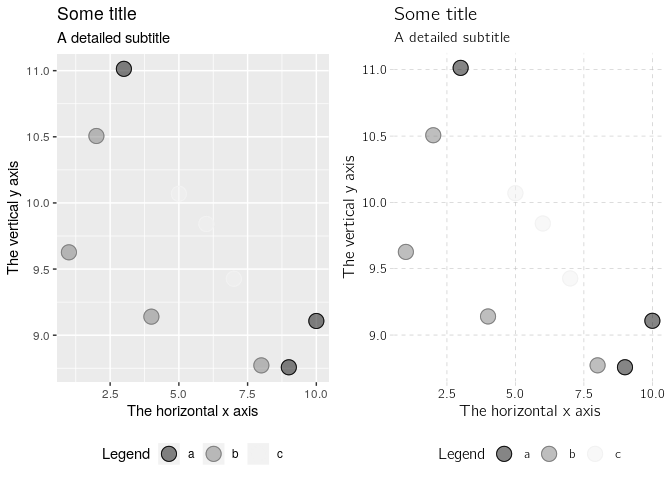 Some title
A detailed subtitle
11.0
10.5
10.0
9.5
9.0
The vertical y axis
2.5 5.0 7.5 10.0
The horizontal x axis
Legend a b c
Some title
A detailed subtitle
11.0
10.5
10.0
9.5
9.0
The vertical y axis
2.5 5.0 7.5 10.0
The horizontal x axis
Legend a b c